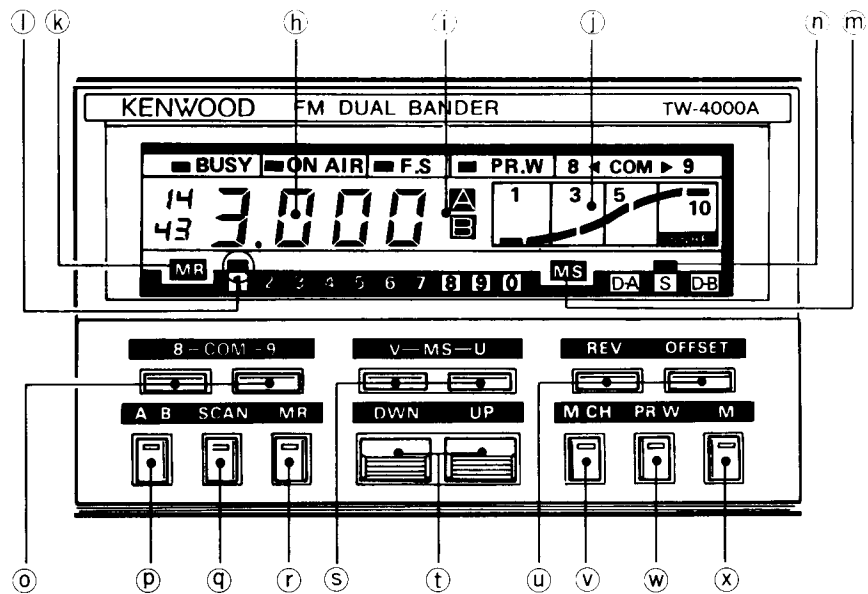 l k h i j n m
KENWOOD FM DUAL BANDER TW-4000A
BUSY ON AIR F.S PR.W 8 ◄ COM ► 9
14 3.000 A 1 3 5 10
43 B
MR MS
1 2 3 4 5 6 7 8 9 0 D-A S D-B
8-COM-9 V—MS—U REV OFFSET
A B SCAN MR DWN UP M CH PR W M
o p q r s t u v w x